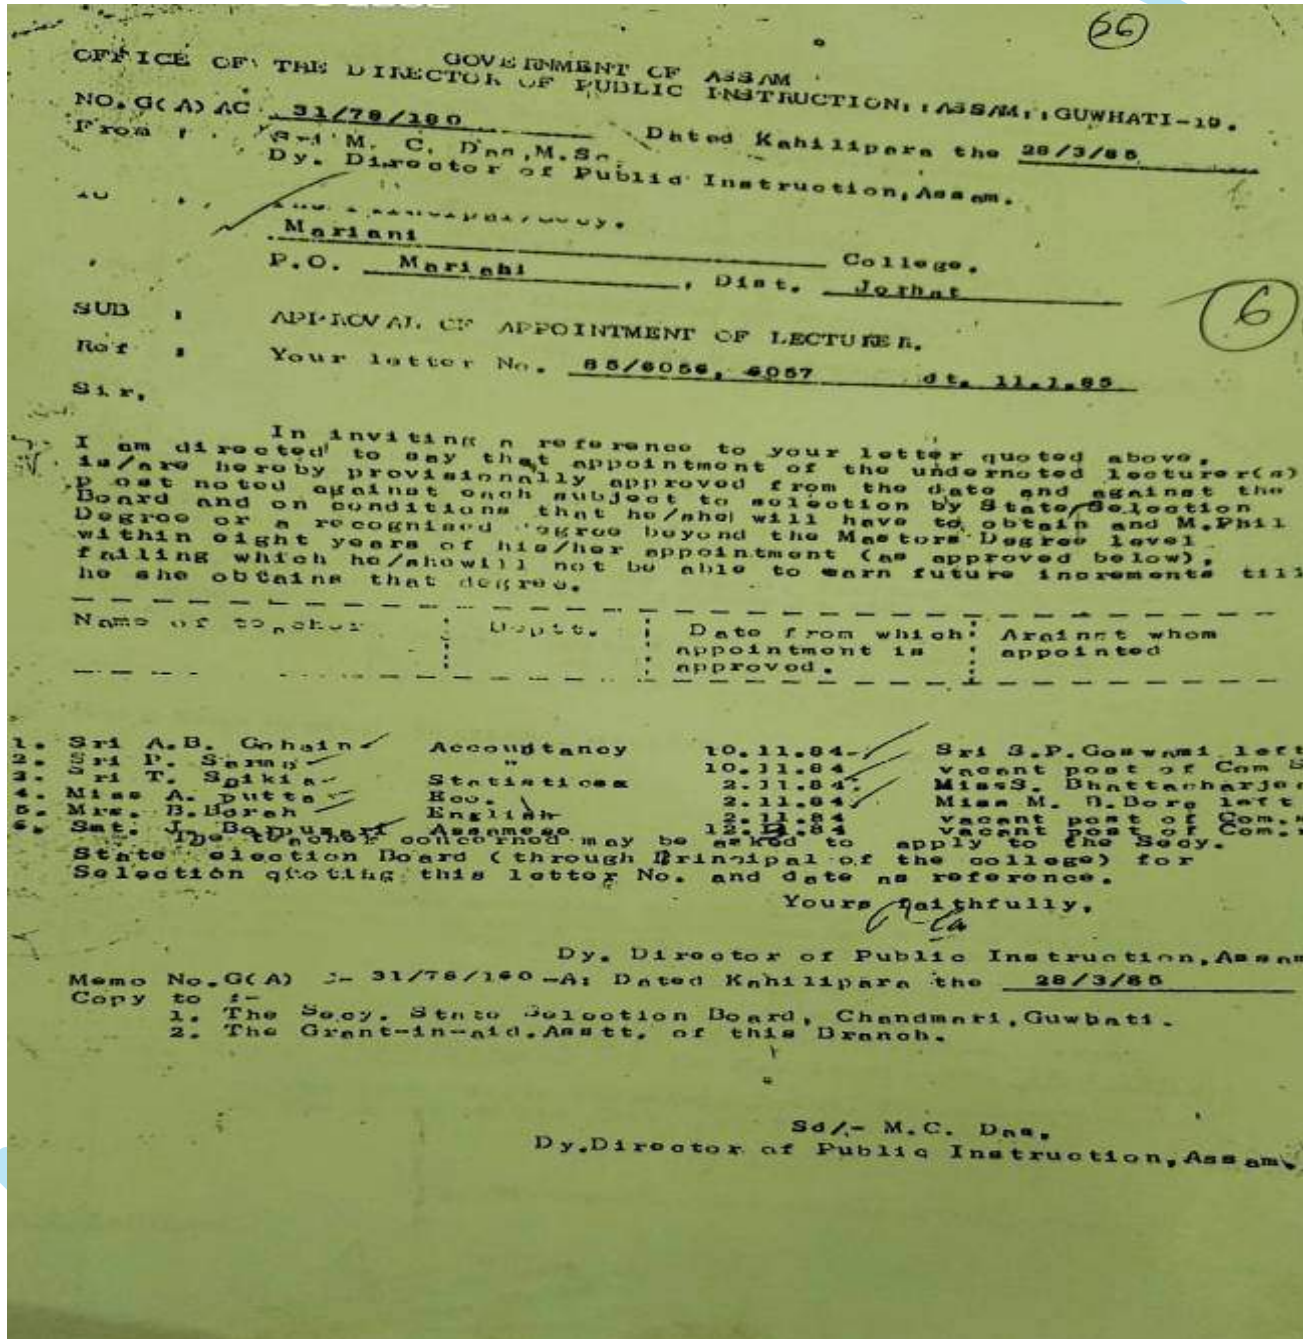 26
GOVERNMENT OF ASSAM
OFFICE OF THE DIRECTOR OF PUBLIC INSTRUCTION,:ASSAM,:GUWHATI-19.
NO.G(A)AC 31/78/180 Dated Kahilipara the 28/3/85
From : Sri M. C. Das,M.Sc.
Dy. Director of Public Instruction,Assam.
Mariani College.
P.O. Mariani, Dist. Jorhat
6
SUB : APPROVAL OF APPOINTMENT OF LECTURER.
Ref : Your letter No. 85/6056, 6057 dt. 11.1.85
Sir,
In inviting a reference to your letter quoted above,
I am directed to say that appointment of the undernoted lecturer(s)
is/are hereby provisionally approved from the date and against the
post noted against each subject to selection by State Selection
Board and on conditions that he/she will have to obtain and M.Phil
Degree or a recognised degree beyond the Masters Degree level
within eight years of his/her appointment (as approved below),
failing which he/shewill not be able to earn future increments till
he she obtains that degree.
Name of teacher : Deptt. : Date from which : Against whom
appointment is : appointed
approved.
1. Sri A.B. Gohain Accountancy 10.11.84 Sri S.P.Goswami left
2. Sri P. Sarma " 10.11.84 vacant post of Com
3. Sri T. Saikia Statistics 2.11.84 MissS. Bhattacharjee
4. Miss A. Dutta Eco. 2.11.84 Miss M. B.Bora left
5. Mrs. B.Borah English 2.11.84 vacant post of Com.
6. Smt. J. Borpujari Assamese 12.11.84 vacant post of Com.
The teacher concerned may be asked to apply to the Secy.
State election Board (through Principal of the college) for
Selection quoting this letter No. and date as reference.
Yours faithfully,
Dy. Director of Public Instruction,Assam
Memo No.G(A) 31/78/180-A: Dated Kahilipara the 28/3/85
Copy to :-
1. The Secy. State Selection Board, Chandmari,Guwhati.
2. The Grant-in-aid.Asstt. of this Branch.
Sd/- M.C. Das,
Dy.Director of Public Instruction,Assam.